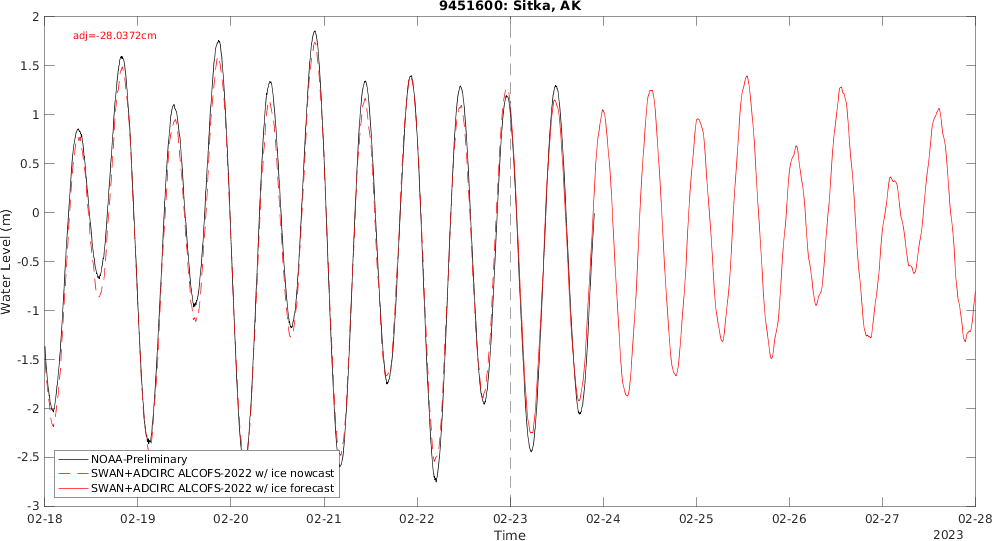 9451600: Sitka, AK
adj=-28.0372cm
2
1.5
1
0.5
0
-0.5
-1
-1.5
-2
-2.5
-3
Water Level (m)
NOAA-Preliminary
SWAN+ADCIRC ALCOFS-2022 w/ ice nowcast
SWAN+ADCIRC ALCOFS-2022 w/ ice forecast
02-18 02-19 02-20 02-21 02-22 02-23 02-24 02-25 02-26 02-27 02-28
Time
2023